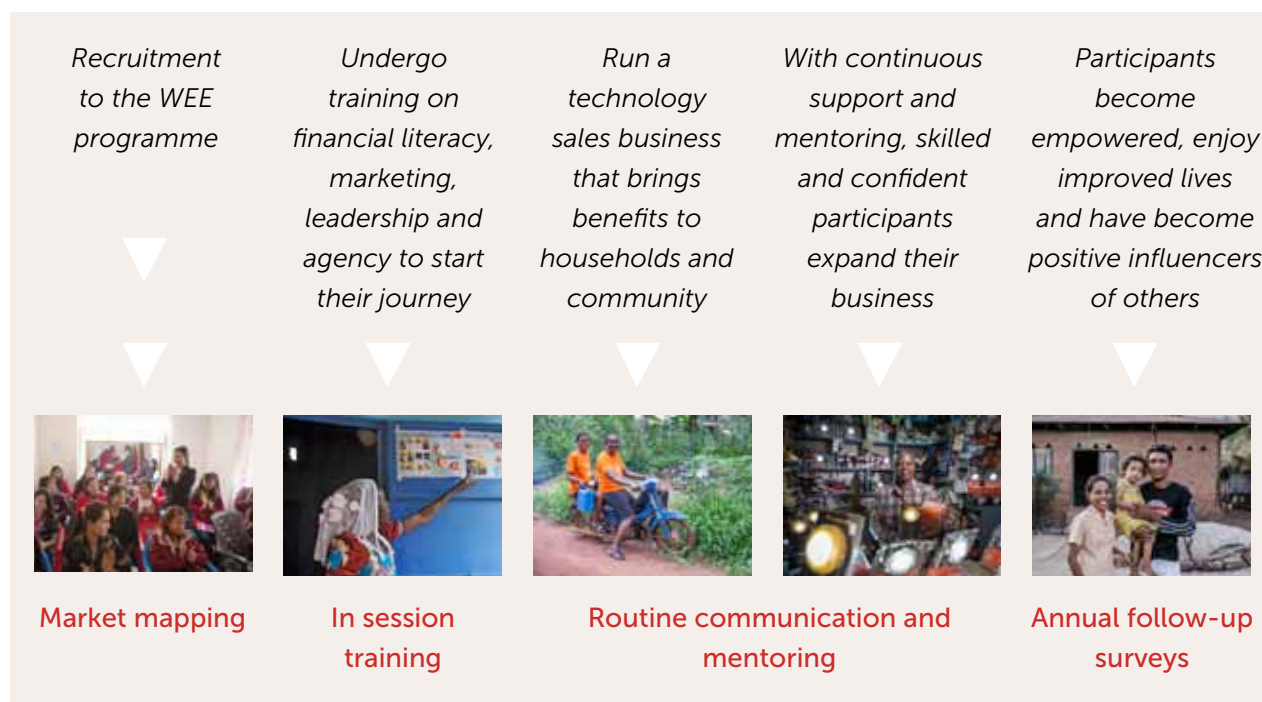 Recruitment
to the WEE
programme
Undergo
training on
financial literacy,
marketing,
leadership and
agency to start
their journey
Run a
technology
sales business
that brings
benefits to
households and
community
With continuous
support and
mentoring, skilled
and confident
participants
expand their
business
Participants
become
empowered, enjoy
improved lives
and have become
positive influencers
of others
Market mapping
In session
training
Routine communication and
mentoring
Annual follow-up
surveys